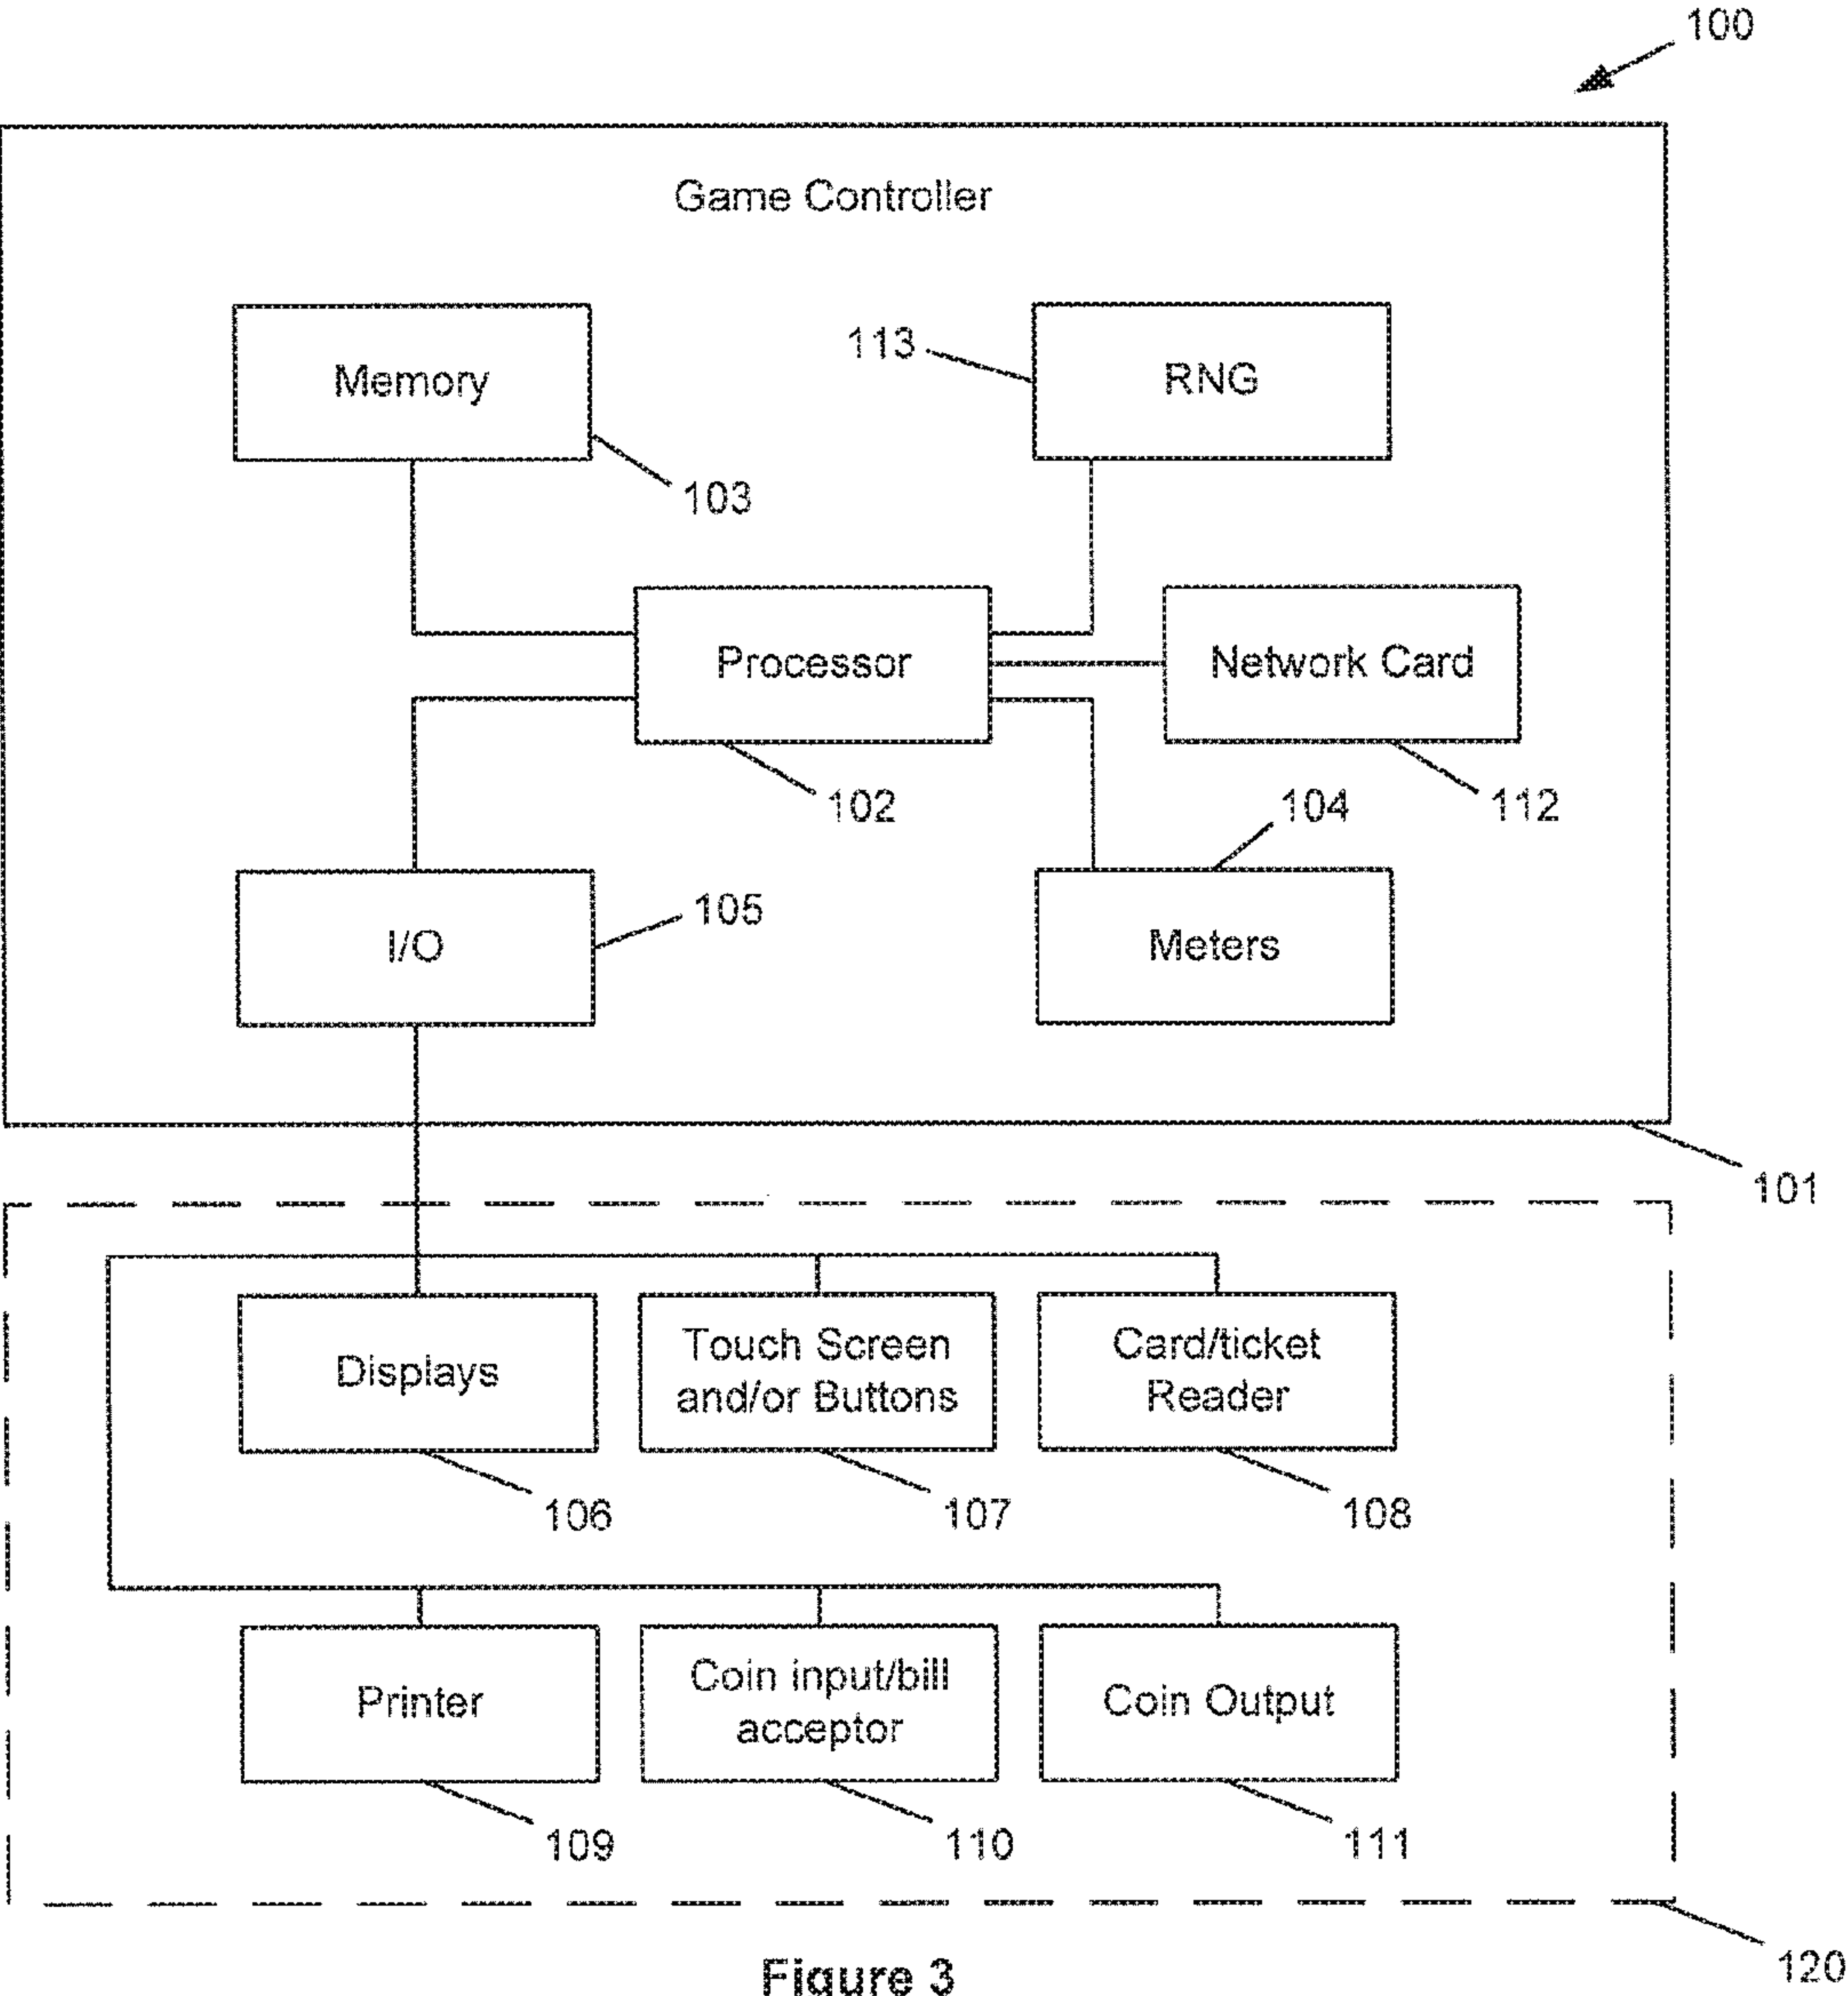 100
Game Controller
Memory
113
RNG
103
Processor
Network Card
102
104
112
I/O
105
Meters
101
Displays
Touch Screen
and/or Buttons
Card/ticket
Reader
106
107
108
Printer
Coin input/bill
acceptor
Coin Output
109
110
111
120
Figure 3